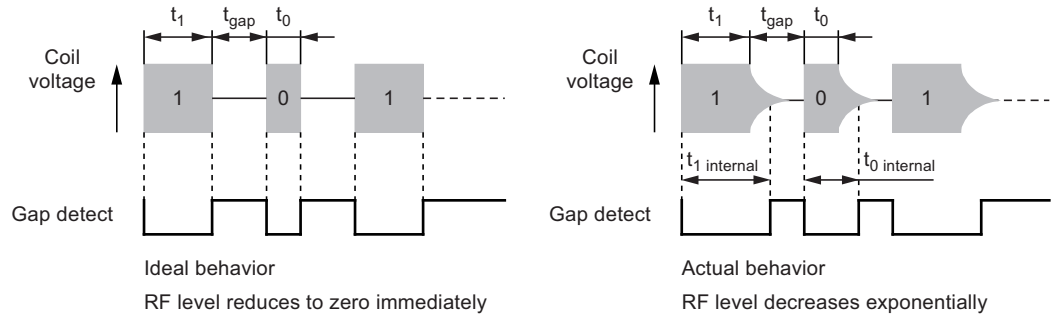 t1 tgap t0
Coil voltage
1 0 1
Gap detect
Ideal behavior
RF level reduces to zero immediately
t1 tgap t0
Coil voltage
1 0 1
t1 internal t0 internal
Gap detect
Actual behavior
RF level decreases exponentially